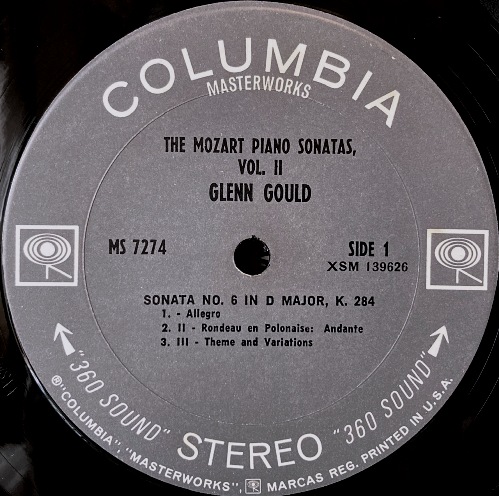 COLUMBIA
MASTERWORKS
THE MOZART PIANO SONATAS,
VOL. II
GLENN GOULD
MS 7274
SIDE 1
XSM 139626
SONATA NO. 6 IN D MAJOR, K. 284
1. - Allegro
2. II - Rondeau en Polonaise: Andante
3. III - Theme and Variations
"360 SOUND" STEREO "360 SOUND"
® "COLUMBIA", "MASTERWORKS", MARCAS REG. PRINTED IN U.S.A.